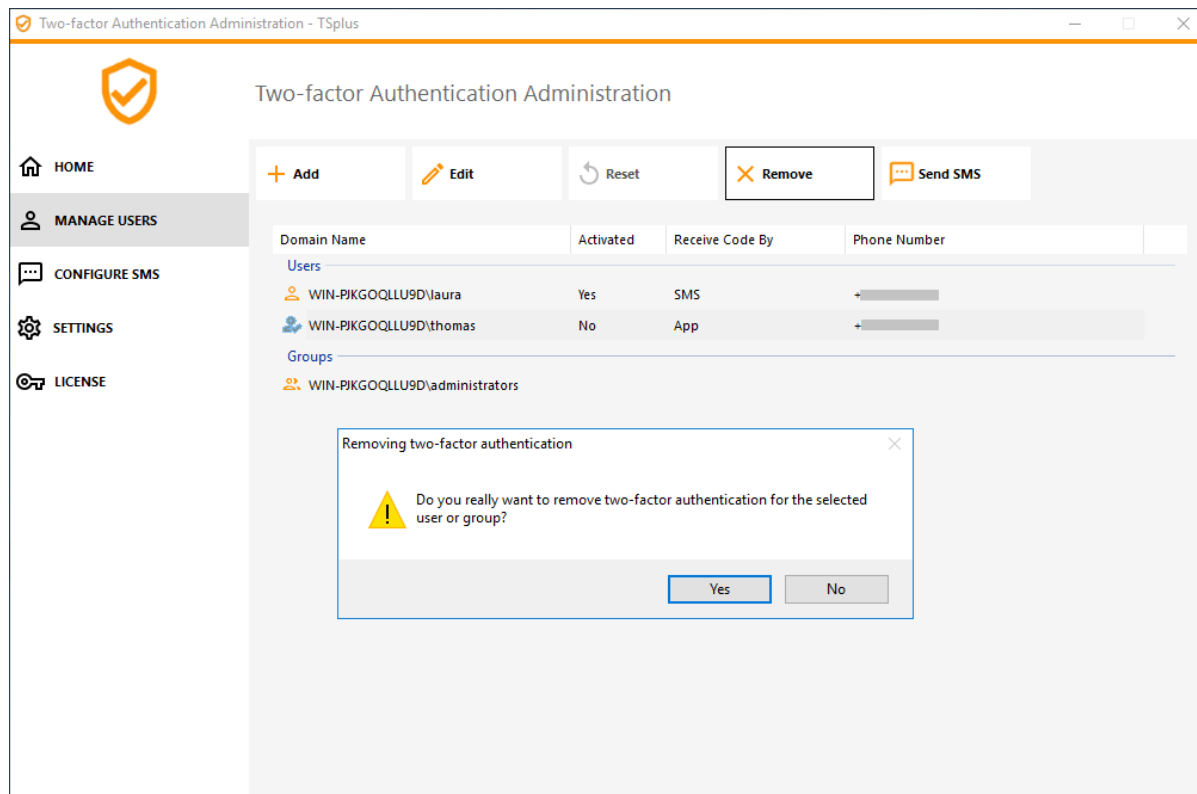 Two-factor Authentication Administration - TSplus
Two-factor Authentication Administration
HOME
MANAGE USERS
CONFIGURE SMS
SETTINGS
LICENSE
Add Edit Reset Remove Send SMS
Domain Name Activated Receive Code By Phone Number
Users
WIN-PJKGOQLLU9D\laura Yes SMS +
WIN-PJKGOQLLU9D\thomas No App +
Groups
WIN-PJKGOQLLU9D\administrators
Removing two-factor authentication
Do you really want to remove two-factor authentication for the selected
user or group?
Yes No